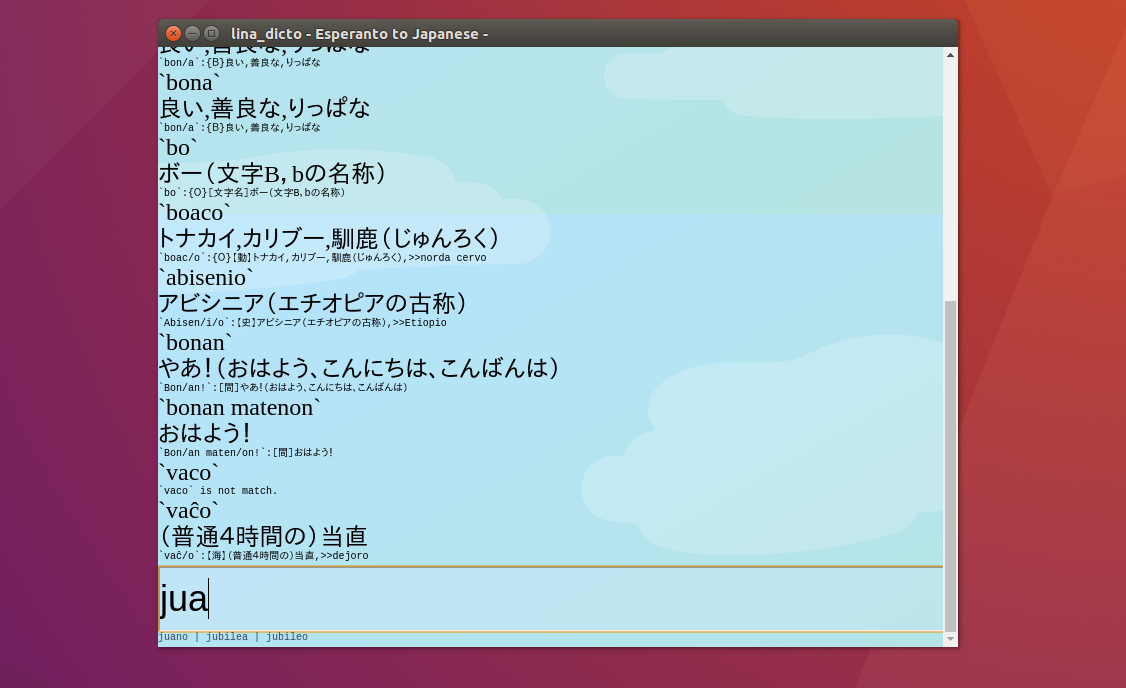 lina_dicto - Esperanto to Japanese -
良い,善良な,りっぱな
`bon/a`:{B}良い,善良な,りっぱな
`bona`
良い,善良な,りっぱな
`bon/a`:{B}良い,善良な,りっぱな
`bo`
ボー（文字B，bの名称）
`bo`:{O}[文字名]ボー(文字B,bの名称)
`boaco`
トナカイ,カリブー,馴鹿（じゅんろく）
`boac/o`:{O}【動】トナカイ,カリブー,馴鹿(じゅんろく),>>norda cervo
`abisenio`
アビシニア（エチオピアの古称）
`Abisen/i/o`:【史】アビシニア(エチオピアの古称),>>Etiopio
`bonan`
やあ！（おはよう、こんにちは、こんばんは）
`Bon/an!`:[間]やあ!(おはよう、こんにちは、こんばんは)
`bonan matenon`
おはよう！
`Bon/an maten/on!`:[間]おはよう!
`vaco`
`vaco` is not match.
`vaĉo`
（普通４時間の）当直
`vaĉ/o`:【海】(普通４時間の)当直,>>dejoro
jua
juano | jubilea | jubileo